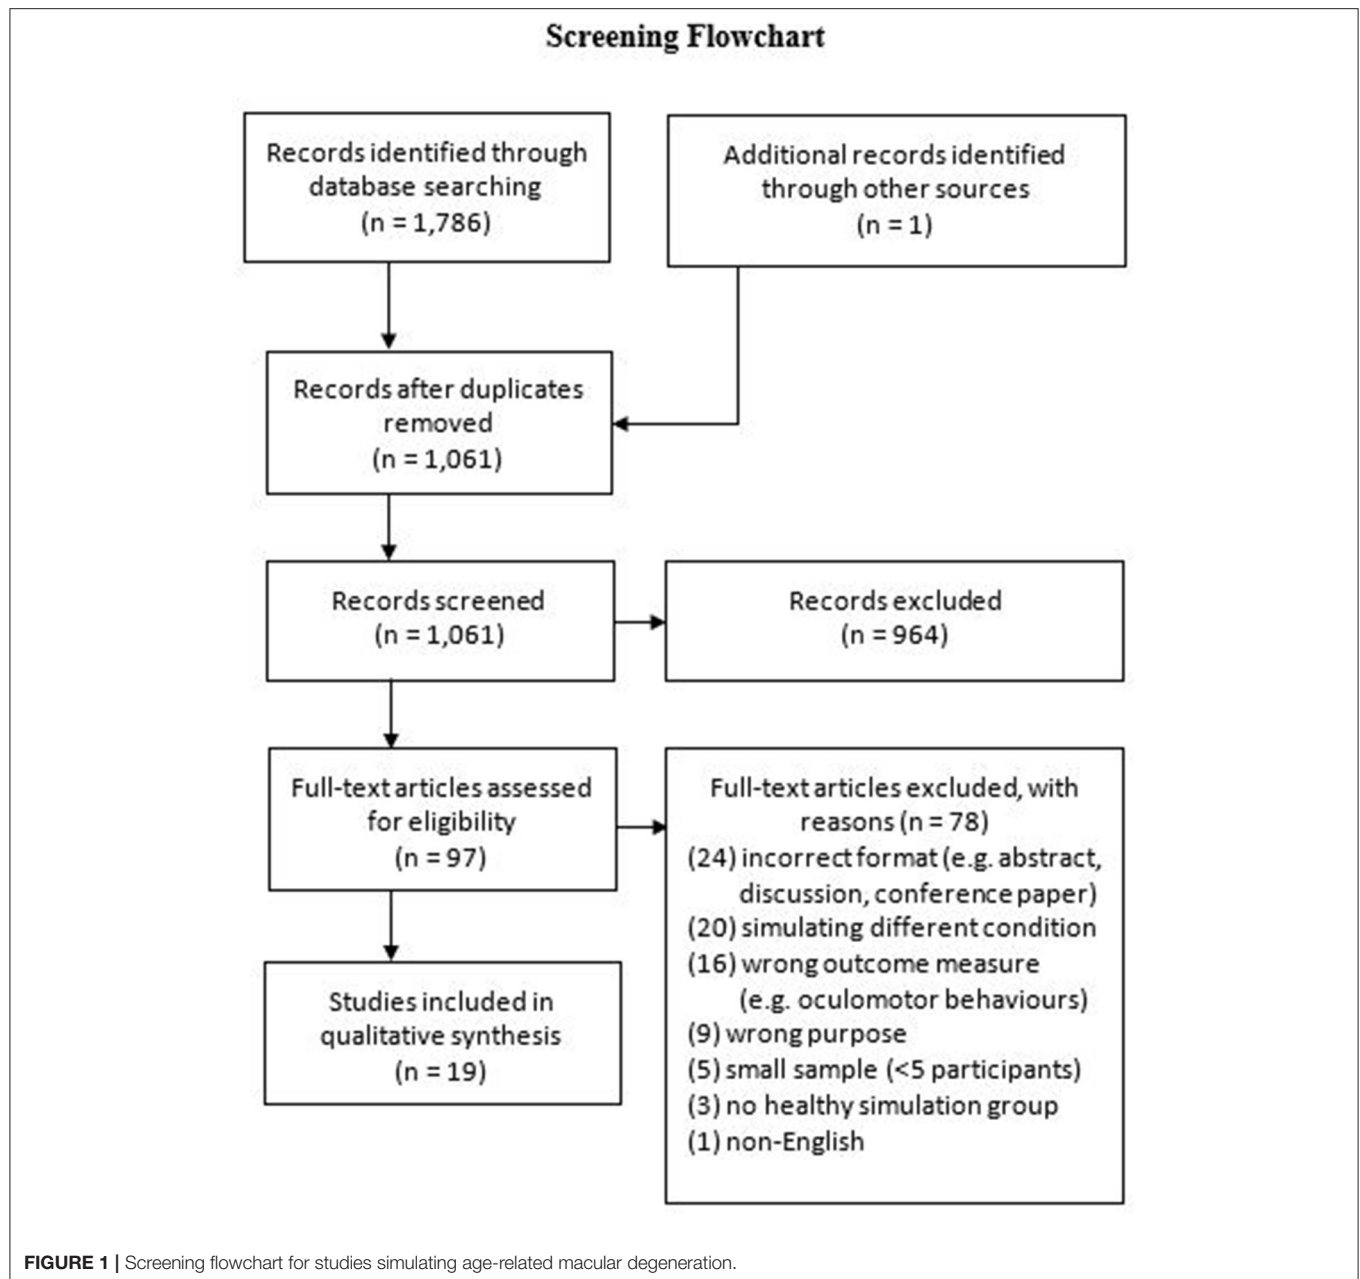 Screening Flowchart
Records identified through
database searching
(n = 1,786)
Additional records identified
through other sources
(n = 1)
Records after duplicates
removed
(n = 1,061)
Records screened
(n = 1,061)
Records excluded
(n = 964)
Full-text articles assessed
for eligibility
(n = 97)
Full-text articles excluded, with
reasons (n = 78)
(24) incorrect format (e.g. abstract,
discussion, conference paper)
(20) simulating different condition
(16) wrong outcome measure
(e.g. oculomotor behaviours)
(9) wrong purpose
(5) small sample (<5 participants)
(3) no healthy simulation group
(1) non-English
Studies included in
qualitative synthesis
(n = 19)
FIGURE 1 | Screening flowchart for studies simulating age-related macular degeneration.